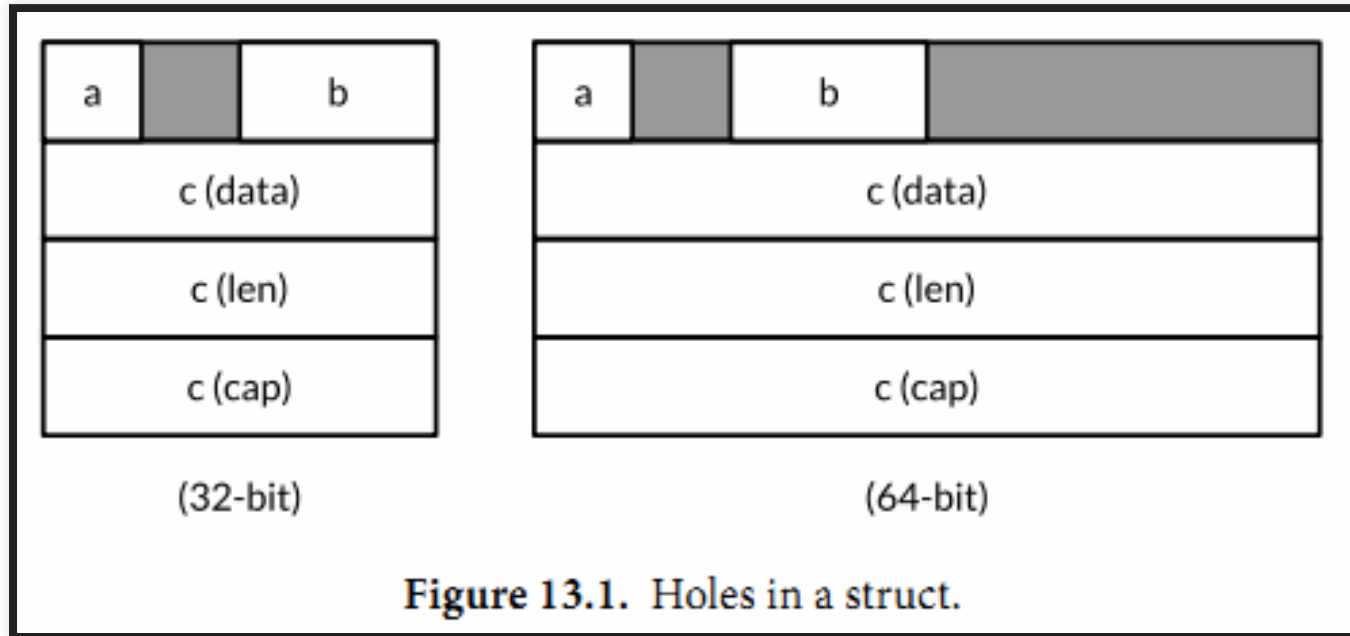 a b a b
c (data) c (data)
c (len) c (len)
c (cap) c (cap)
(32-bit) (64-bit)
Figure 13.1. Holes in a struct.